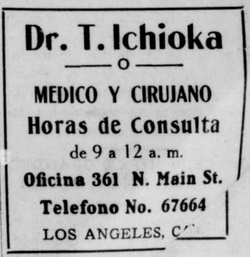 Dr. T. Ichioka
O
MEDICO Y CIRUJANO
Horas de Consulta
de 9 a 12 a. m.
Oficina 361 N. Main St.
Telefono No. 67664
LOS ANGELES,